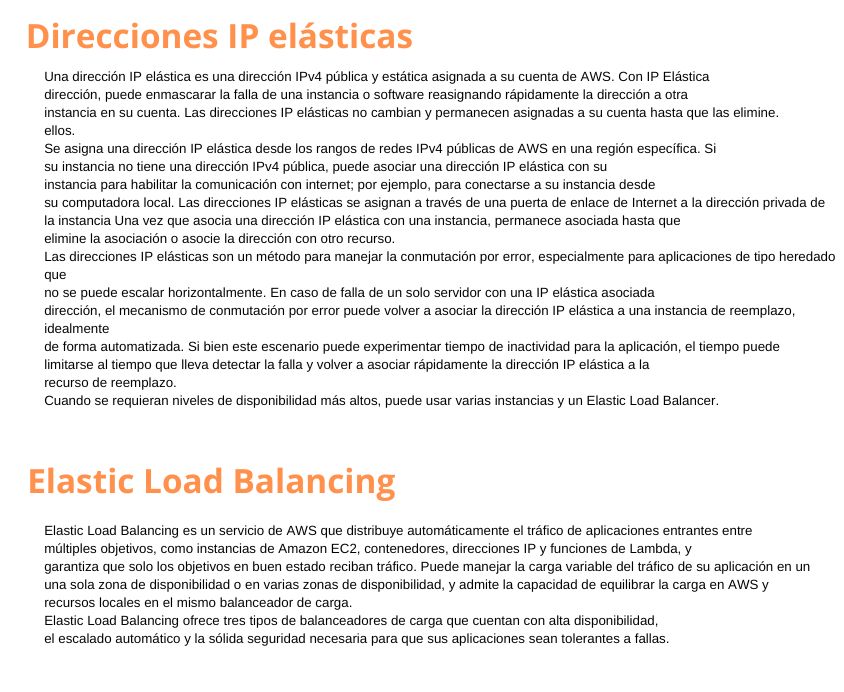 Direcciones IP elásticas
Una dirección IP elástica es una dirección IPv4 pública y estática asignada a su cuenta de AWS. Con IP Elástica
dirección, puede enmascarar la falla de una instancia o software reasignando rápidamente la dirección a otra
instancia en su cuenta. Las direcciones IP elásticas no cambian y permanecen asignadas a su cuenta hasta que las elimine.
ellos.
Se asigna una dirección IP elástica desde los rangos de redes IPv4 públicas de AWS en una región específica. Si
su instancia no tiene una dirección IPv4 pública, puede asociar una dirección IP elástica con su
instancia para habilitar la comunicación con internet; por ejemplo, para conectarse a su instancia desde
su computadora local. Las direcciones IP elásticas se asignan a través de una puerta de enlace de Internet a la dirección privada de
la instancia Una vez que asocia una dirección IP elástica con una instancia, permanece asociada hasta que
elimine la asociación o asocie la dirección con otro recurso.
Las direcciones IP elásticas son un método para manejar la conmutación por error, especialmente para aplicaciones de tipo heredado
que
no se puede escalar horizontalmente. En caso de falla de un solo servidor con una IP elástica asociada
dirección, el mecanismo de conmutación por error puede volver a asociar la dirección IP elástica a una instancia de reemplazo,
idealmente
de forma automatizada. Si bien este escenario puede experimentar tiempo de inactividad para la aplicación, el tiempo puede
limitarse al tiempo que lleva detectar la falla y volver a asociar rápidamente la dirección IP elástica a la
recurso de reemplazo.
Cuando se requieran niveles de disponibilidad más altos, puede usar varias instancias y un Elastic Load Balancer.
Elastic Load Balancing
Elastic Load Balancing es un servicio de AWS que distribuye automáticamente el tráfico de aplicaciones entrantes entre
múltiples objetivos, como instancias de Amazon EC2, contenedores, direcciones IP y funciones de Lambda, y
garantiza que solo los objetivos en buen estado reciban tráfico. Puede manejar la carga variable del tráfico de su aplicación en un
una sola zona de disponibilidad o en varias zonas de disponibilidad, y admite la capacidad de equilibrar la carga en AWS y
recursos locales en el mismo balanceador de carga.
Elastic Load Balancing ofrece tres tipos de balanceadores de carga que cuentan con alta disponibilidad,
el escalado automático y la sólida seguridad necesaria para que sus aplicaciones sean tolerantes a fallas.